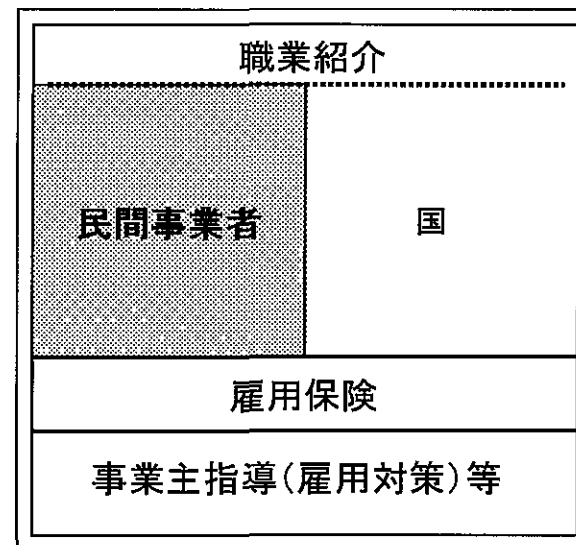 職業紹介
民間事業者
国
雇用保険
事業主指導(雇用対策)等